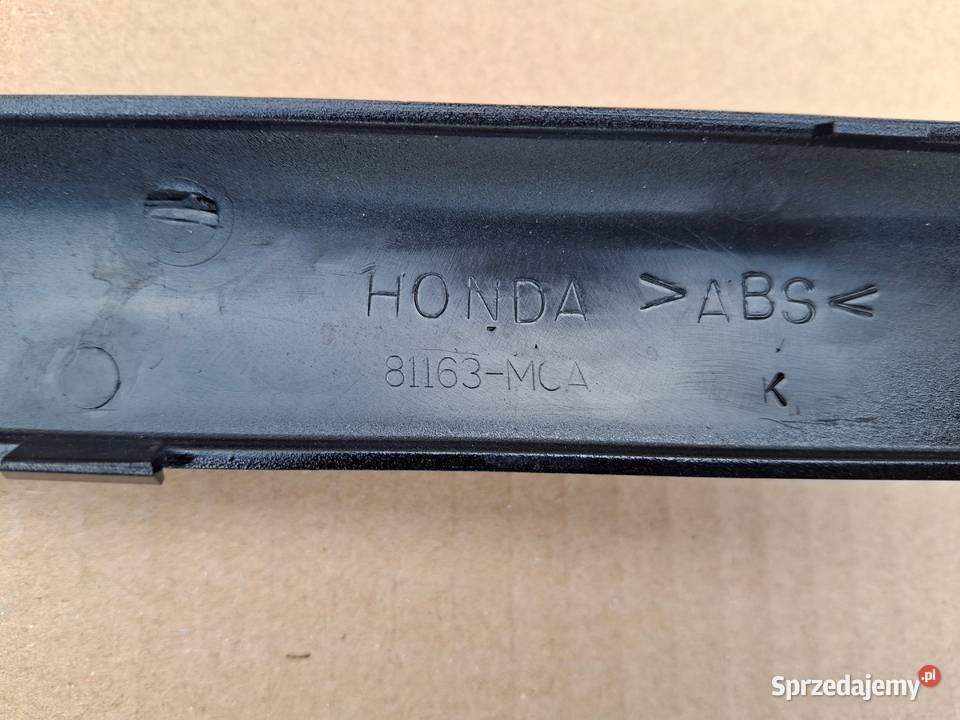 HONDA >ABS<
81163-MCA
K
Sprzedajemy.pl